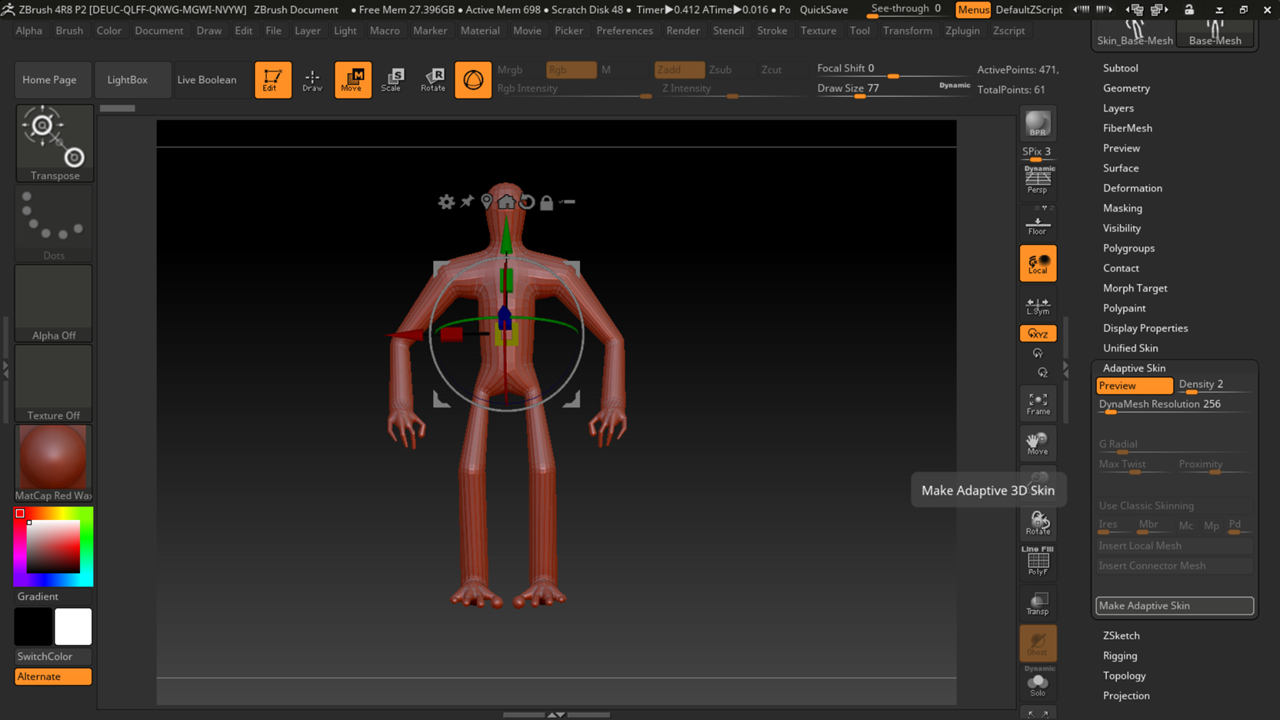 ZBrush 4R8 P2 [DEUC-QLFF-QKWG-MGWI-NVYW] ZBrush Document • Free Mem 27.396GB • Active Mem 698 • Scratch Disk 48 • Timer▶0.412 ATime▶0.016 • Po QuickSave See-through 0 Menus DefaultZScript
Alpha Brush Color Document Draw Edit File Layer Light Macro Marker Material Movie Picker Preferences Render Stencil Stroke Texture Tool Transform Zplugin Zscript
Home Page LightBox Live Boolean Edit Draw Move Scale Rotate
Mrgb Rgb M Zadd Zsub Zcut
Rgb Intensity Z Intensity
Focal Shift 0
Draw Size 77 Dynamic
ActivePoints: 471,
TotalPoints: 61
Transpose
Dots
Alpha Off
Texture Off
MatCap Red Wax
Gradient
SwitchColor
Alternate
BPR
SPix 3
Dynamic
Persp
Floor
Local
L.Sym
XYZ
Frame
Move
Rotate
Line Fill
PolyF
Transp
Ghost
Dynamic
Solo
Make Adaptive 3D Skin
Skin_Base-Mesh Base-Mesh
Subtool
Geometry
Layers
FiberMesh
Preview
Surface
Deformation
Masking
Visibility
Polygroups
Contact
Morph Target
Polypaint
Display Properties
Unified Skin
Adaptive Skin
Preview Density 2
DynaMesh Resolution 256
G Radial
Max Twist Proximity
Use Classic Skinning
Ires Mbr Mc Mp Pd
Insert Local Mesh
Insert Connector Mesh
Make Adaptive Skin
ZSketch
Rigging
Topology
Projection